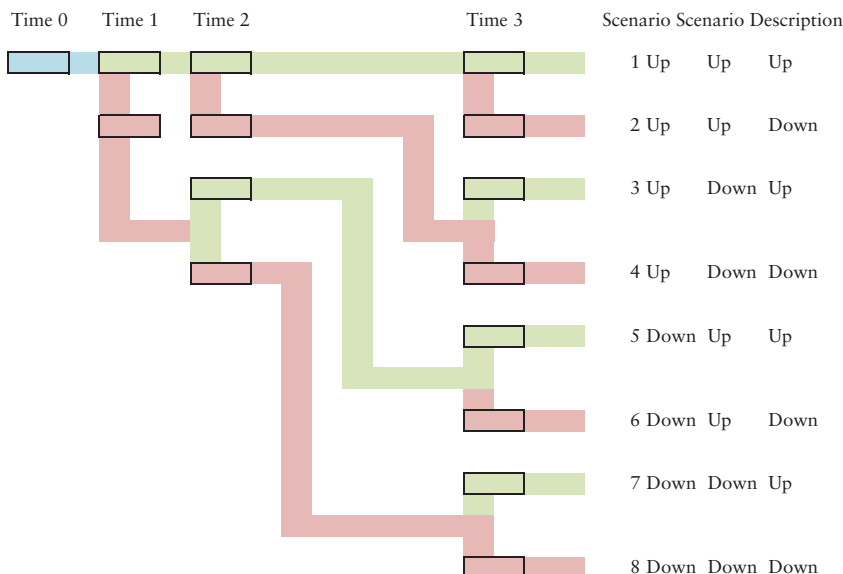 Time 0 Time 1 Time 2 Time 3 Scenario Scenario Description
1 Up Up Up
2 Up Up Down
3 Up Down Up
4 Up Down Down
5 Down Up Up
6 Down Up Down
7 Down Down Up
8 Down Down Down